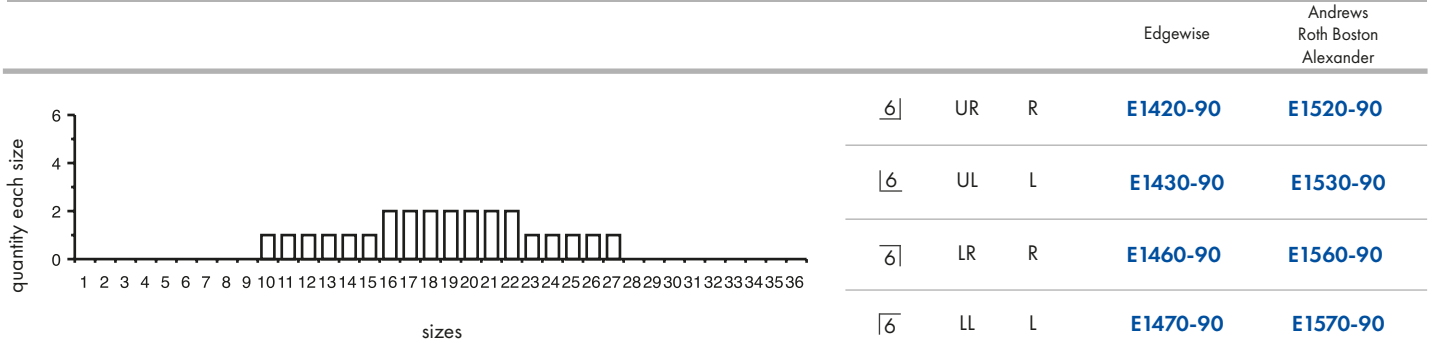 Edgewise
Andrews
Roth Boston
Alexander
6
4
2
0
quantity each size
1 2 3 4 5 6 7 8 9 10 11 12 13 14 15 16 17 18 19 20 21 22 23 24 25 26 27 28 29 30 31 32 33 34 35 36
sizes
6 UR R E1420-90 E1520-90
6 UL L E1430-90 E1530-90
6 LR R E1460-90 E1560-90
6 LL L E1470-90 E1570-90